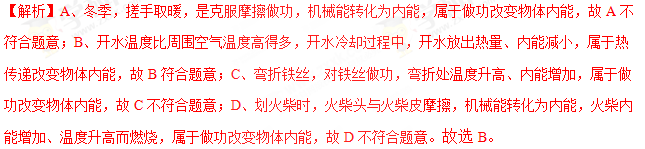 【解析】A、冬季，搓手取暖，是克服摩擦做功，机械能转化为内能，属于做功改变物体内能，故 A 不
符合题意；B、开水温度比周围空气温度高得多，开水冷却过程中，开水放出热量、内能减小，属于热
传递改变物体内能，故 B 符合题意；C、弯折铁丝，对铁丝做功，弯折处温度升高、内能增加，属于做
功改变物体内能，故 C 不符合题意；D、划火柴时，火柴头与火柴皮摩擦，机械能转化为内能，火柴内
能增加、温度升高而燃烧，属于做功改变物体内能，故 D 不符合题意。故选 B。